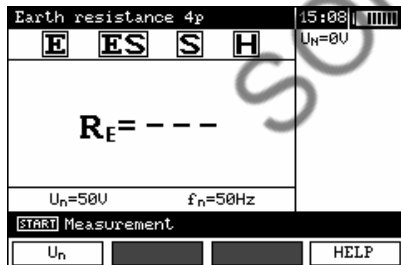 Earth resistance 4p 15:08
E ES S H
UN=0V
RE= – – –
Un=50V fn=50Hz
START Measurement
Un HELP